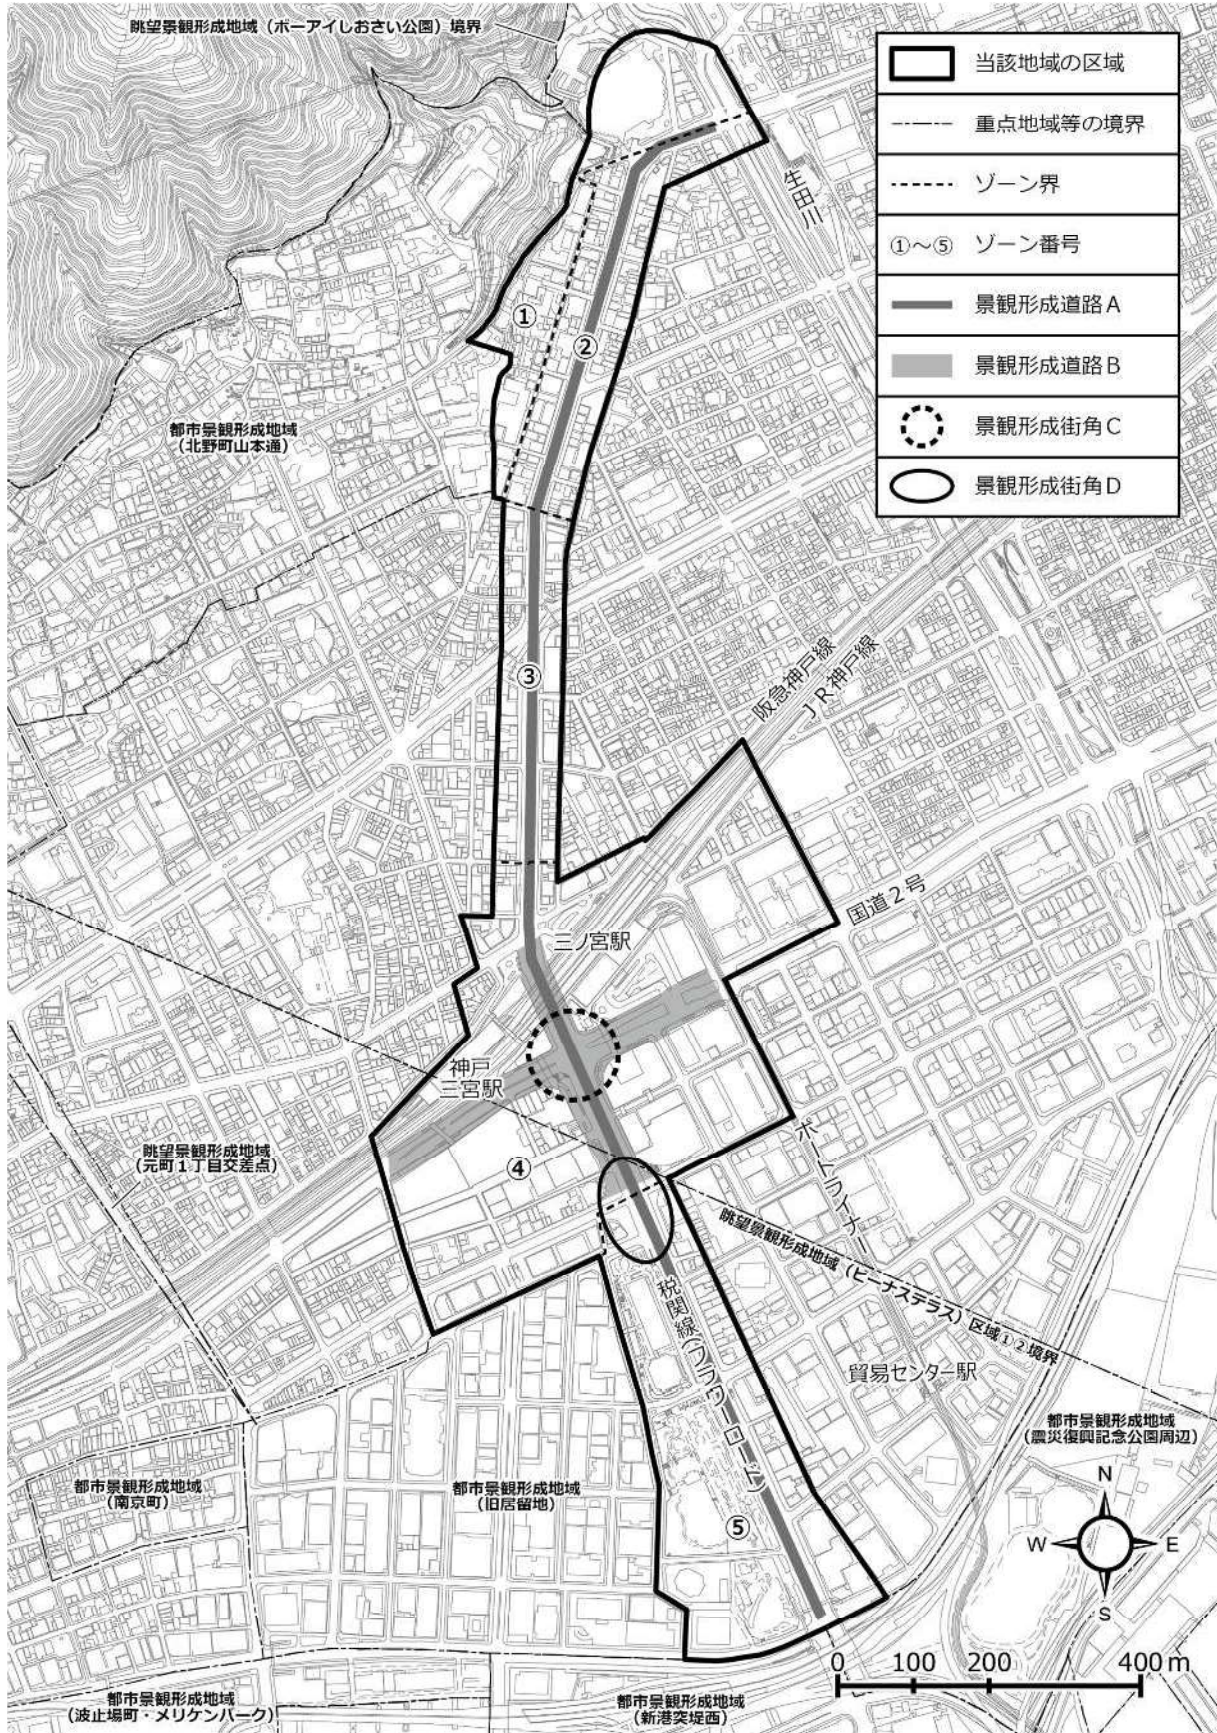 眺望景観形成地域（ポーアイしおさい公園）境界
当該地域の区域
重点地域等の境界
ゾーン界
①～⑤ ゾーン番号
景観形成道路A
景観形成道路B
景観形成街角C
景観形成街角D
生田川
①
②
都市景観形成地域
（北野町山本通）
③
阪急神戸線
JR神戸線
国道2号
三ノ宮駅
神戸
三宮駅
眺望景観形成地域
（元町1丁目交差点）
④
ポートライナー
眺望景観形成地域（ビーナステラス）区域①②境界
税関線(フラワーロード)
貿易センター駅
都市景観形成地域
（震災復興記念公園周辺）
都市景観形成地域
（南京町）
都市景観形成地域
（旧居留地）
⑤
N
W
E
S
0 100 200 400m
都市景観形成地域
（波止場町・メリケンパーク）
都市景観形成地域
（新港突堤西）